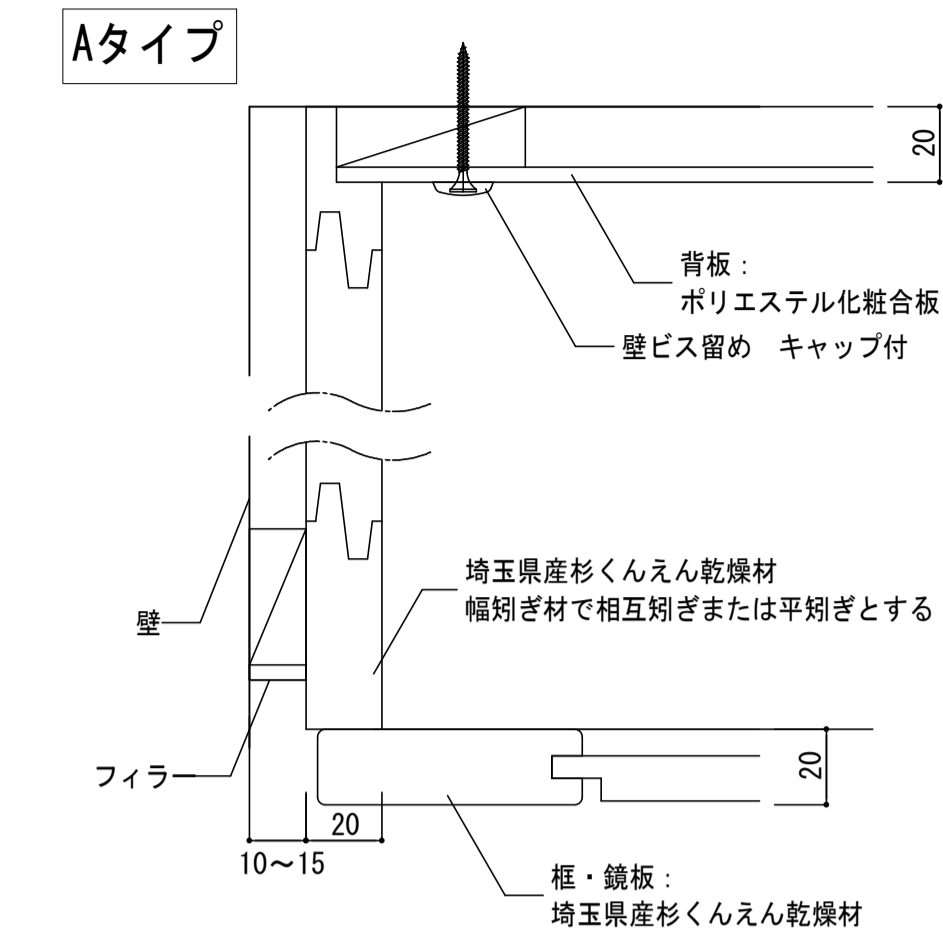 Aタイプ
20
背板：
ポリエステル化粧合板
壁ビス留め　キャップ付
埼玉県産杉くんえん乾燥材
幅矧ぎ材で相互矧ぎまたは平矧ぎとする
壁
フィラー
20
20
10～15
框・鏡板：
埼玉県産杉くんえん乾燥材